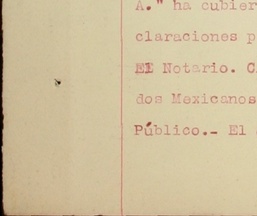 A." ha cubier
claraciones p
El Notario. C
dos Mexicanos
Público.- El